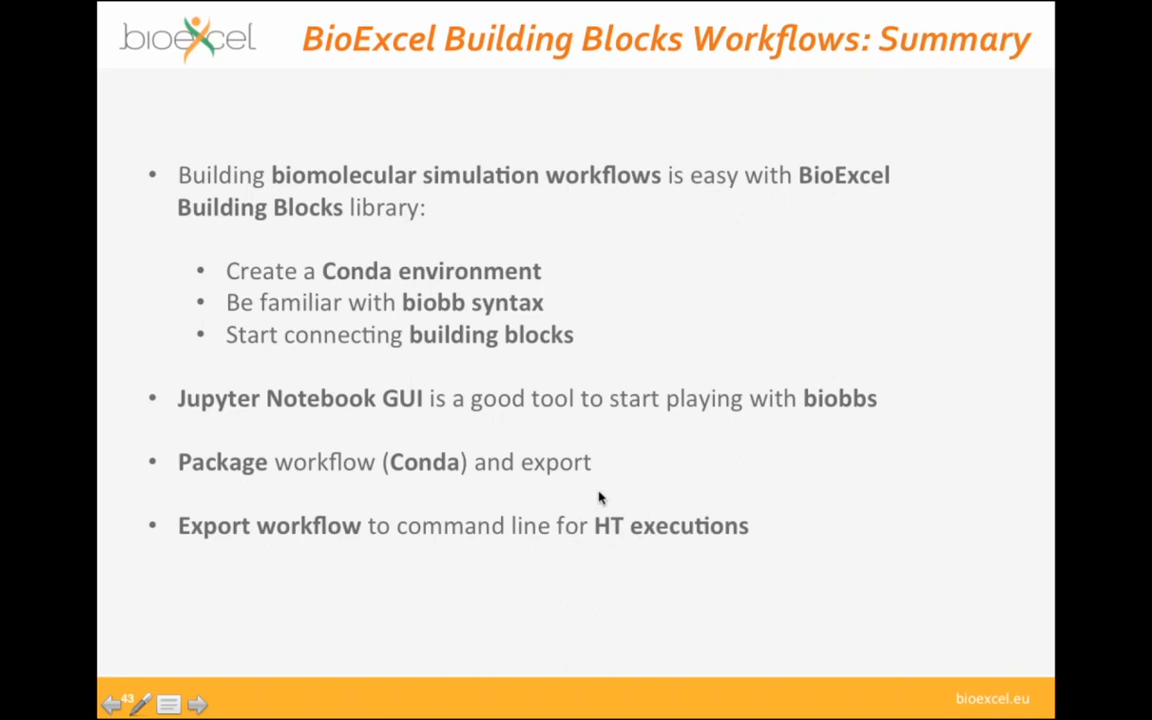 bioexcel
BioExcel Building Blocks Workflows: Summary
• Building biomolecular simulation workflows is easy with BioExcel
Building Blocks library:
• Create a Conda environment
• Be familiar with biobb syntax
• Start connecting building blocks
• Jupyter Notebook GUI is a good tool to start playing with biobbs
• Package workflow (Conda) and export
• Export workflow to command line for HT executions
43
bioexcel.eu